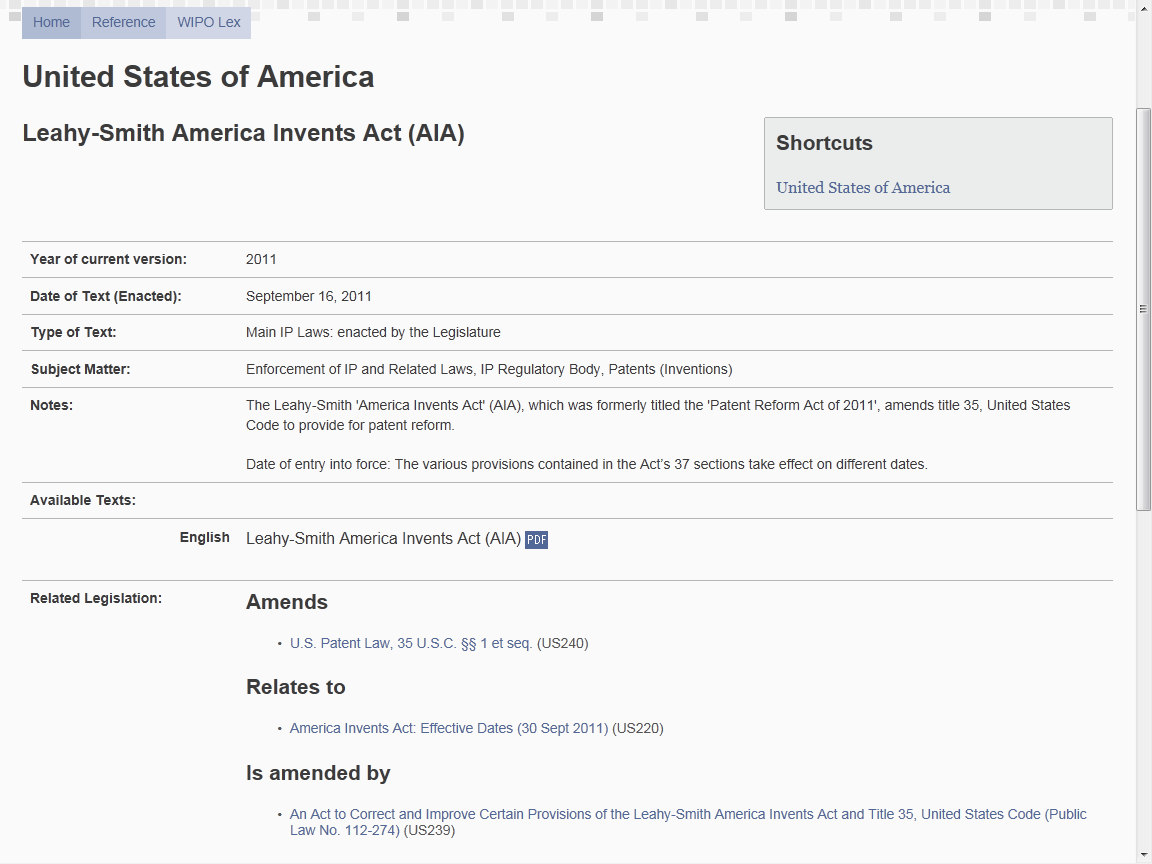 Home Reference WIPO Lex
United States of America
Leahy-Smith America Invents Act (AIA)
Shortcuts
United States of America
Year of current version: 2011
Date of Text (Enacted): September 16, 2011
Type of Text: Main IP Laws: enacted by the Legislature
Subject Matter: Enforcement of IP and Related Laws, IP Regulatory Body, Patents (Inventions)
Notes: The Leahy-Smith 'America Invents Act' (AIA), which was formerly titled the 'Patent Reform Act of 2011', amends title 35, United States
Code to provide for patent reform.
Date of entry into force: The various provisions contained in the Act's 37 sections take effect on different dates.
Available Texts:
English Leahy-Smith America Invents Act (AIA) PDF
Related Legislation: Amends
• U.S. Patent Law, 35 U.S.C. §§ 1 et seq. (US240)
Relates to
• America Invents Act: Effective Dates (30 Sept 2011) (US220)
Is amended by
• An Act to Correct and Improve Certain Provisions of the Leahy-Smith America Invents Act and Title 35, United States Code (Public
Law No. 112-274) (US239)